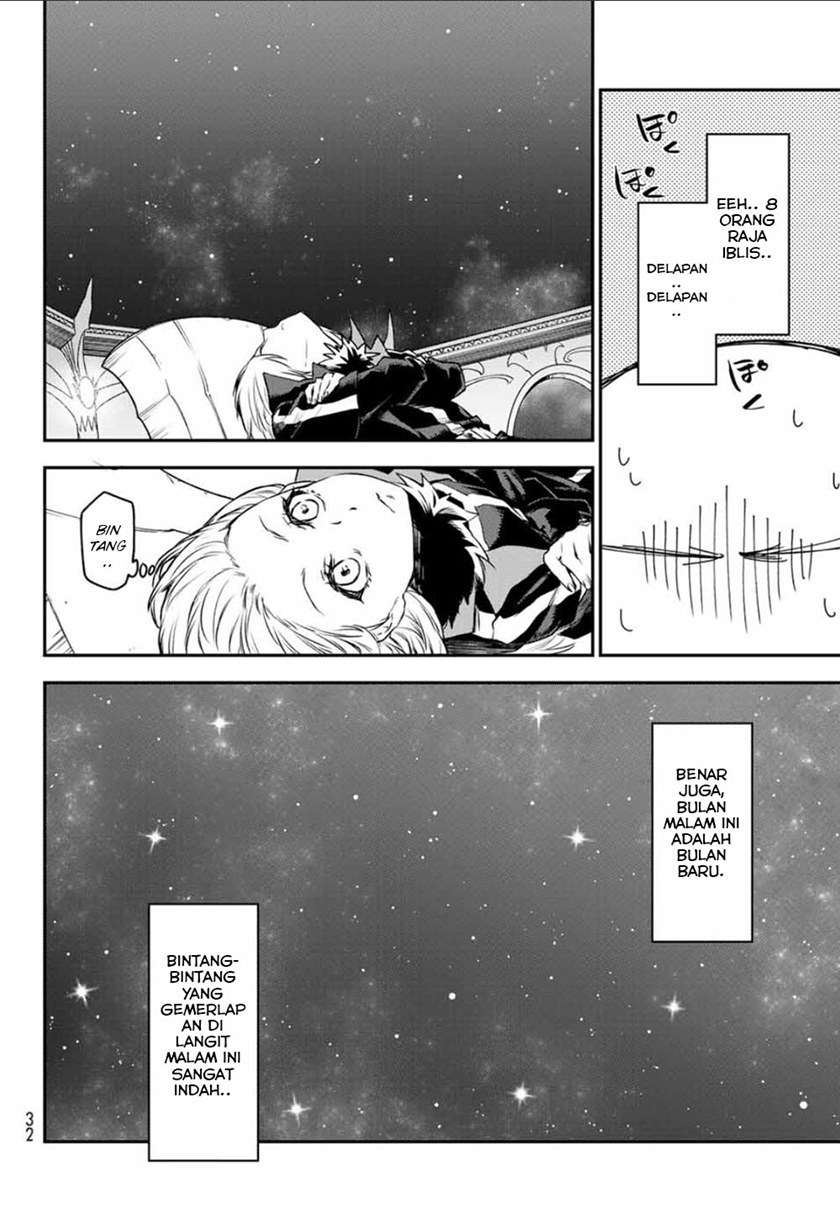 ぽく
ぽく
EEH.. 8
ORANG
RAJA
IBLIS..
DELAPAN
..
DELAPAN
..
ぽく
BIN
TANG
..
BENAR
JUGA,
BULAN
MALAM INI
ADALAH
BULAN
BARU.
BINTANG-
BINTANG
YANG
GEMERLAP
AN DI
LANGIT
MALAM INI
SANGAT
INDAH..
32